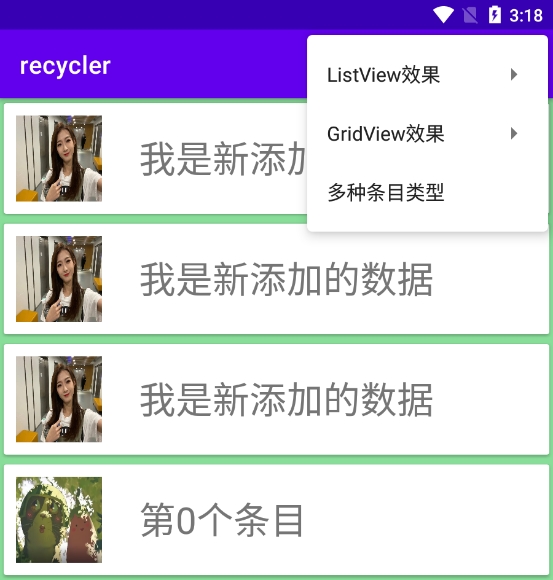 3:18
recycler
ListView效果
GridView效果
多种条目类型
我是新添加
我是新添加的数据
我是新添加的数据
第0个条目